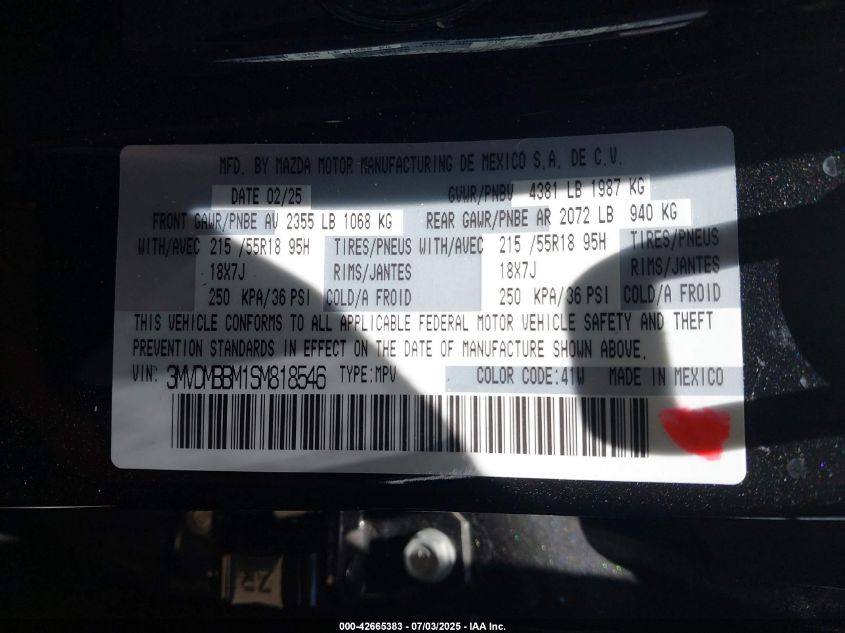 MFD. BY MAZDA MOTOR MANUFACTURING DE MEXICO S.A. DE C.V.
DATE 02/25 GVWR/PNBV 4381 LB 1987 KG
FRONT GAWR/PNBE AV 2355 LB 1068 KG REAR GAWR/PNBE AR 2072 LB 940 KG
WITH/AVEC 215 /55R18 95H TIRES/PNEUS WITH/AVEC 215 /55R18 95H TIRES/PNEUS
18X7J RIMS/JANTES 18X7J RIMS/JANTES
250 KPA/36 PSI COLD/A FROID 250 KPA/36 PSI COLD/A FROID
THIS VEHICLE CONFORMS TO ALL APPLICABLE FEDERAL MOTOR VEHICLE SAFETY AND THEFT
PREVENTION STANDARDS IN EFFECT ON THE DATE OF MANUFACTURE SHOWN ABOVE.
VIN: 3MVDMBBM1SM818546 TYPE:MPV COLOR CODE:41W MADE IN MEXICO
ZR
000-42665383 - 07/03/2025 - IAA Inc.